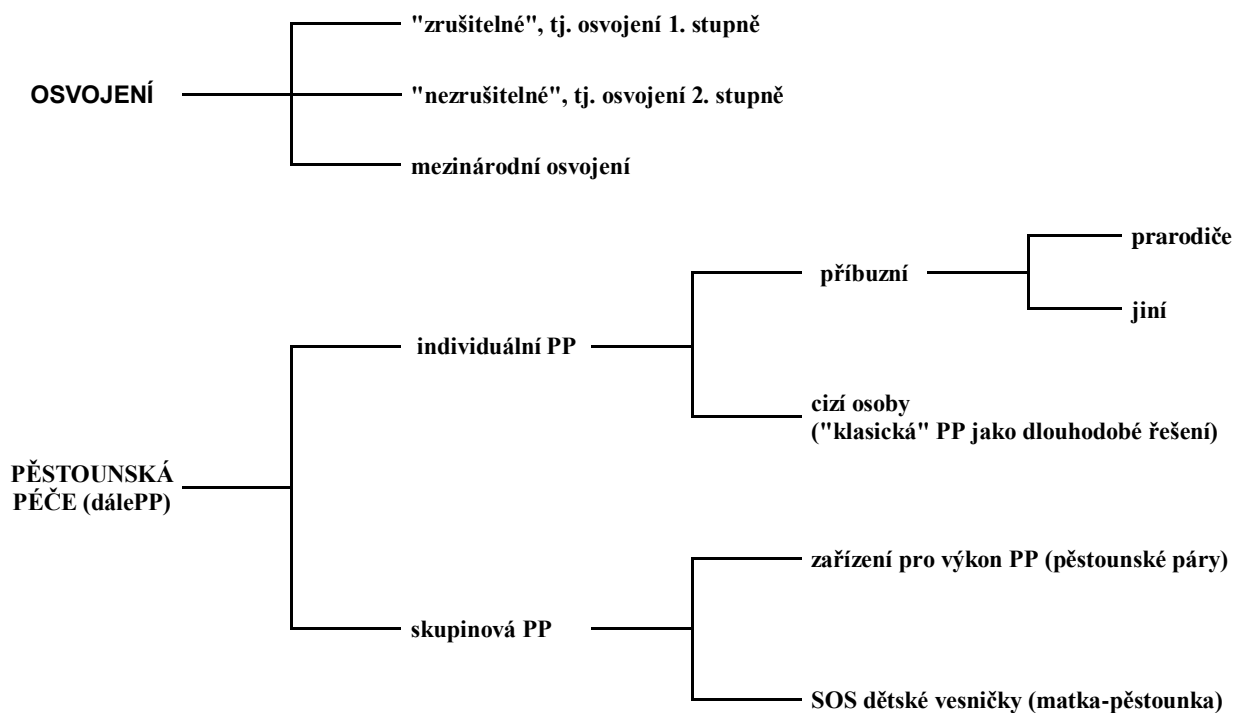 "zrušitelné", tj. osvojení 1. stupně
OSVOJENÍ
"nezrušitelné", tj. osvojení 2. stupně
mezinárodní osvojení
prarodiče
příbuzní
jiní
individuální PP
cizí osoby
("klasická" PP jako dlouhodobé řešení)
PĚSTOUNSKÁ
PÉČE (dálePP)
zařízení pro výkon PP (pěstounské páry)
skupinová PP
SOS dětské vesničky (matka-pěstounka)